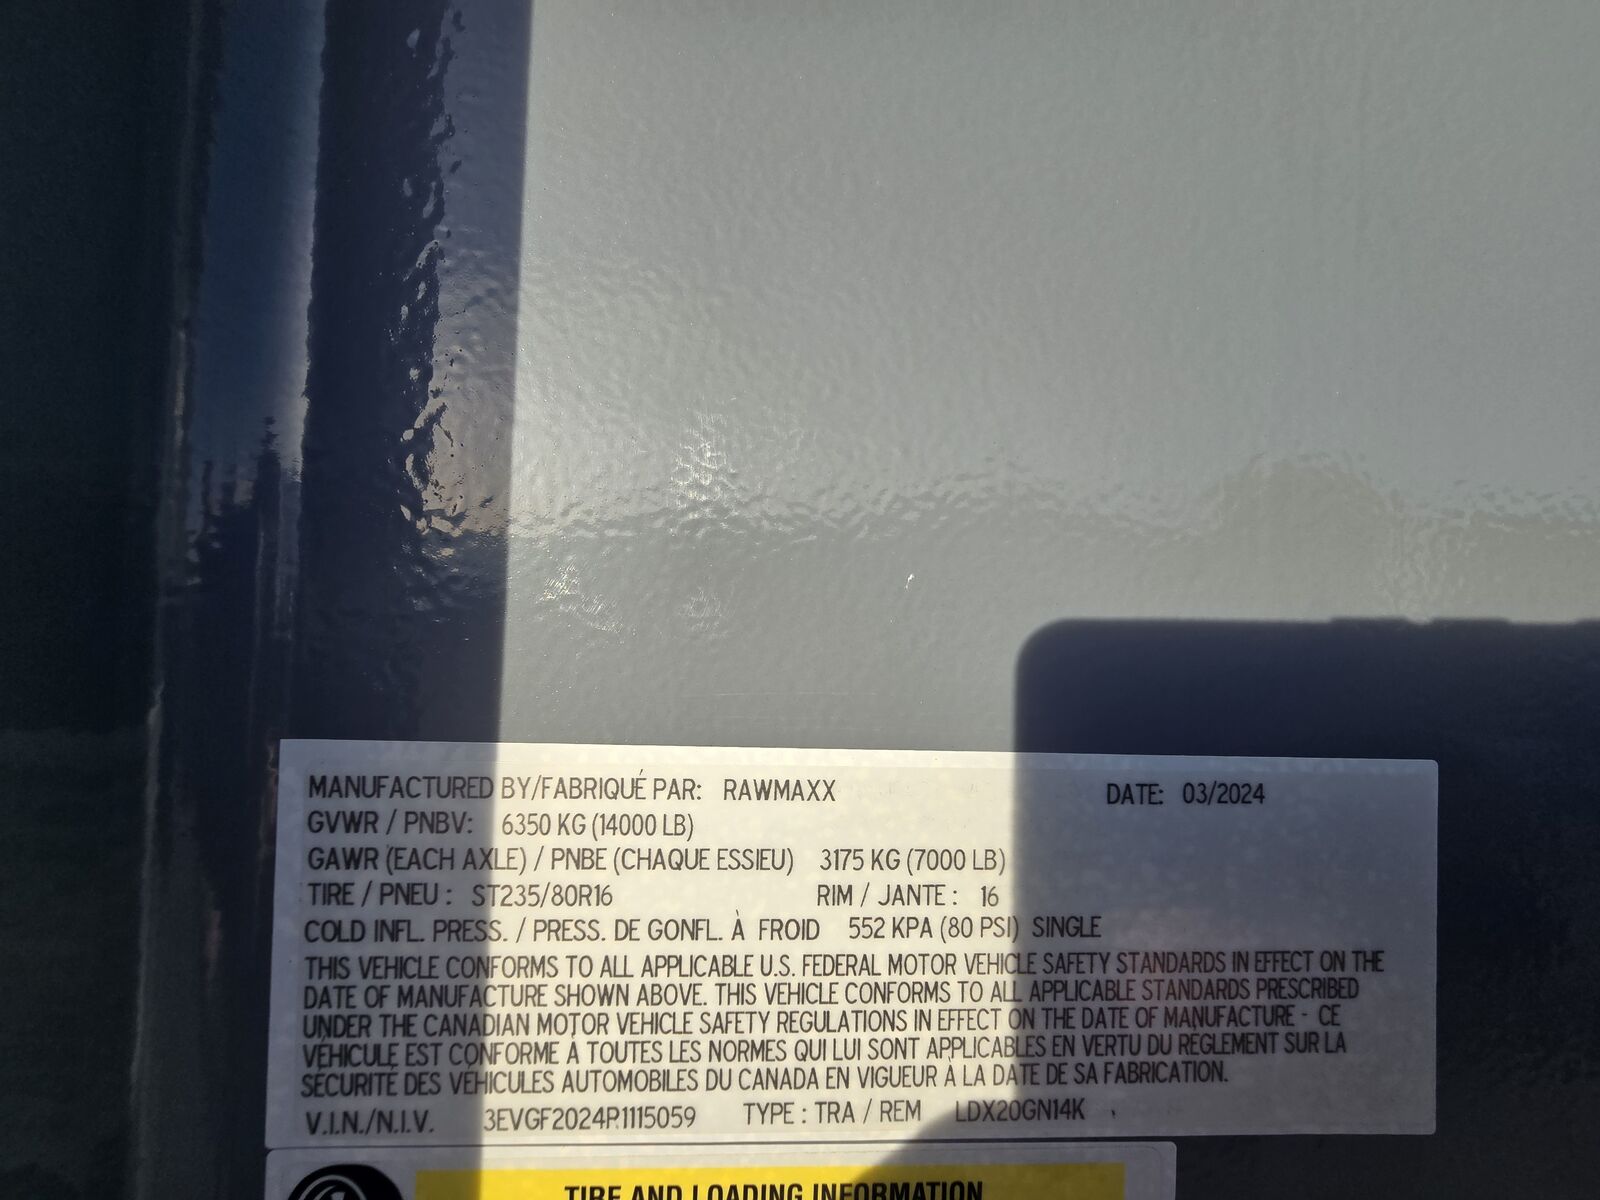 MANUFACTURED BY/FABRIQUÉ PAR: RAWMAXX DATE: 03/2024
GVWR / PNBV: 6350 KG (14000 LB)
GAWR (EACH AXLE) / PNBE (CHAQUE ESSIEU) 3175 KG (7000 LB)
TIRE / PNEU : ST235/80R16 RIM / JANTE : 16
COLD INFL. PRESS. / PRESS. DE GONFL. À FROID 552 KPA (80 PSI) SINGLE
THIS VEHICLE CONFORMS TO ALL APPLICABLE U.S. FEDERAL MOTOR VEHICLE SAFETY STANDARDS IN EFFECT ON THE
DATE OF MANUFACTURE SHOWN ABOVE. THIS VEHICLE CONFORMS TO ALL APPLICABLE STANDARDS PRESCRIBED
UNDER THE CANADIAN MOTOR VEHICLE SAFETY REGULATIONS IN EFFECT ON THE DATE OF MANUFACTURE - CE
VÉHICULE EST CONFORME À TOUTES LES NORMES QUI LUI SONT APPLICABLES EN VERTU DU RÈGLEMENT SUR LA
SÉCURITÉ DES VÉHICULES AUTOMOBILES DU CANADA EN VIGUEUR À LA DATE DE SA FABRICATION.
V.I.N./N.I.V. 3EVGF2024R1115059 TYPE : TRA / REM LDX20GN14K
TIRE AND LOADING INFORMATION